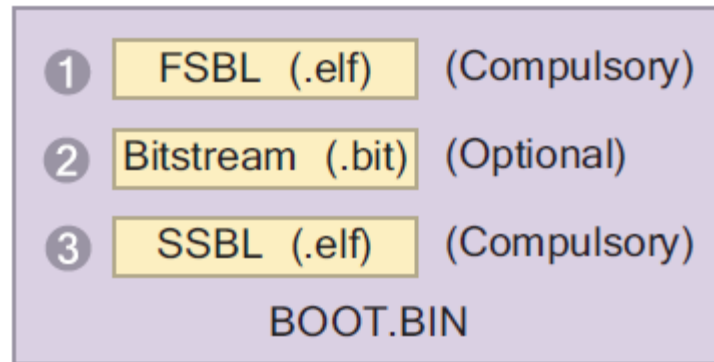 1 FSBL (.elf) (Compulsory)
2 Bitstream (.bit) (Optional)
3 SSBL (.elf) (Compulsory)
BOOT.BIN